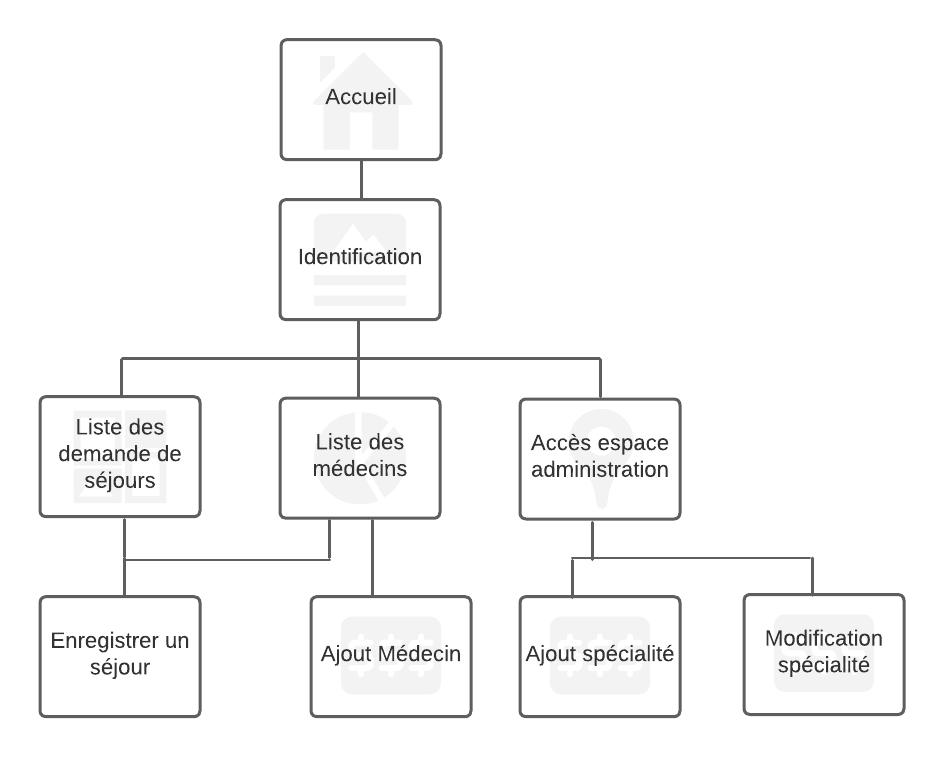 Accueil
Identification
Liste des
demande de
séjours
Liste des
médecins
Accès espace
administration
Enregistrer un
séjour
Ajout Médecin
Ajout spécialité
Modification
spécialité